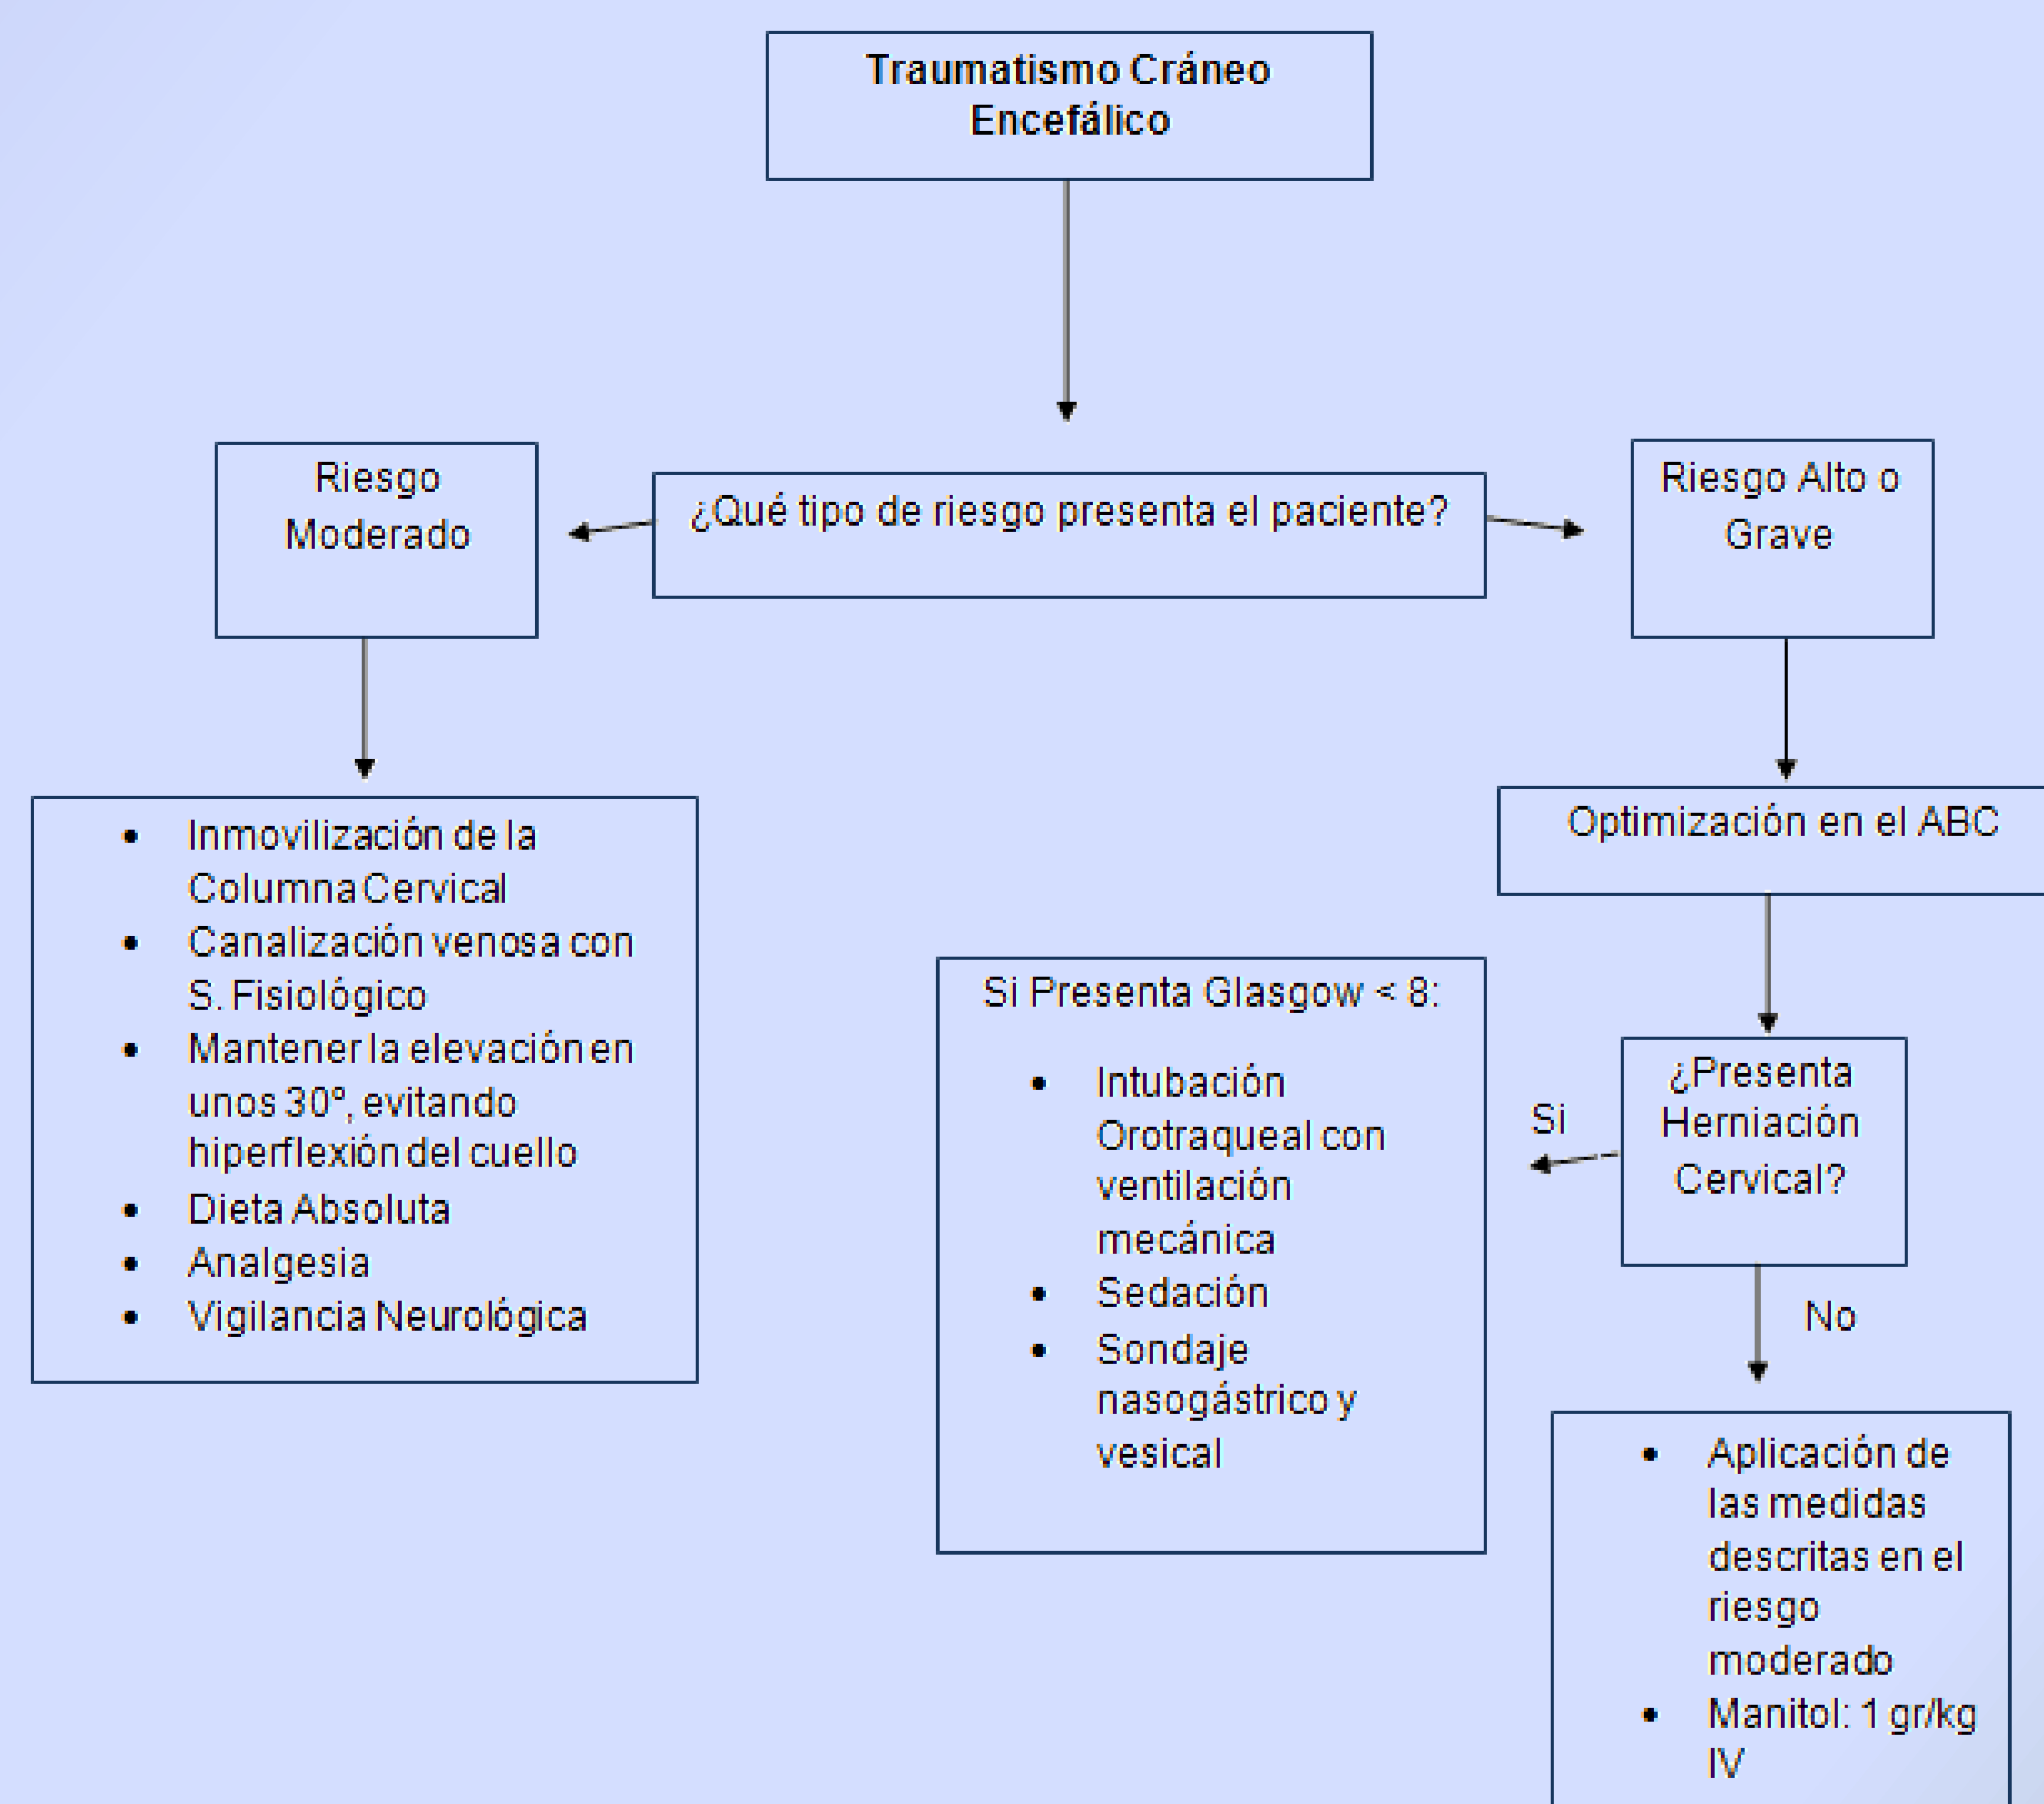 Traumatismo Cráneo
Encefálico
Riesgo
Moderado
¿Qué tipo de riesgo presenta el paciente?
Riesgo Alto o
Grave
• Inmovilización de la
Columna Cervical
• Canalización venosa con
S. Fisiológico
• Mantener la elevación en
unos 30º, evitando
hiperflexión del cuello
• Dieta Absoluta
• Analgesia
• Vigilancia Neurológica
Optimización en el ABC
¿Presenta
Herniación
Cervical?
Si
Si Presenta Glasgow < 8:
• Intubación
Orotraqueal con
ventilación
mecánica
• Sedación
• Sondaje
nasogástrico y
vesical
No
• Aplicación de
las medidas
descritas en el
riesgo
moderado
• Manitol: 1 gr/kg
IV